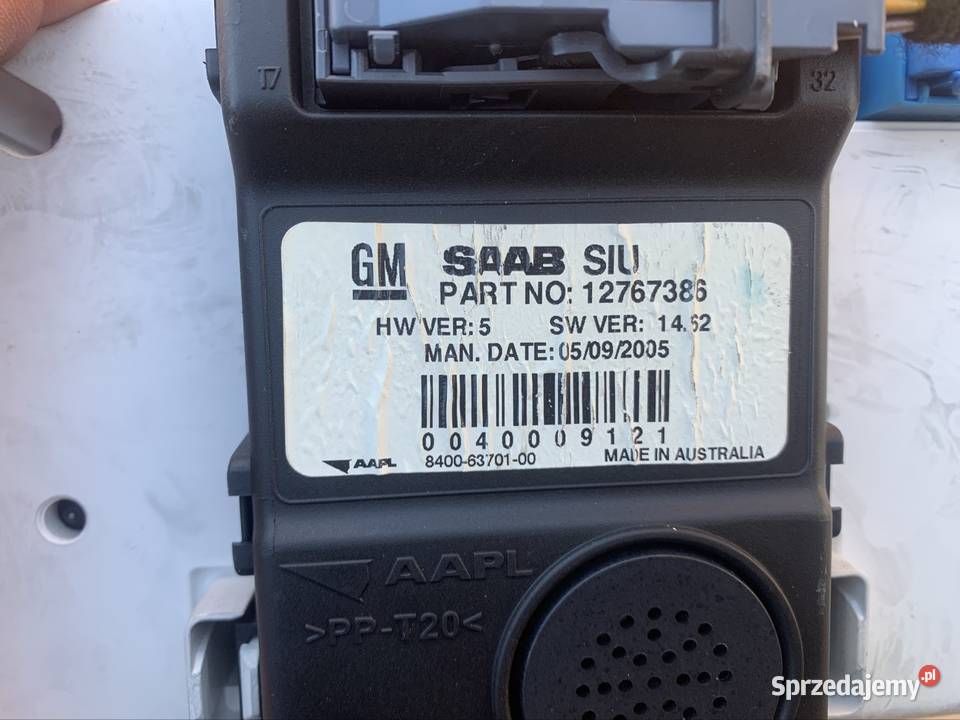 17 32
GM SAAB SIU
PART NO: 12767386
HW VER: 5 SW VER: 14.62
MAN. DATE: 05/09/2005
0040009121
AAPL 8400-63701-00 MADE IN AUSTRALIA
AAPL
>PP-T20<
Sprzedajemy.pl